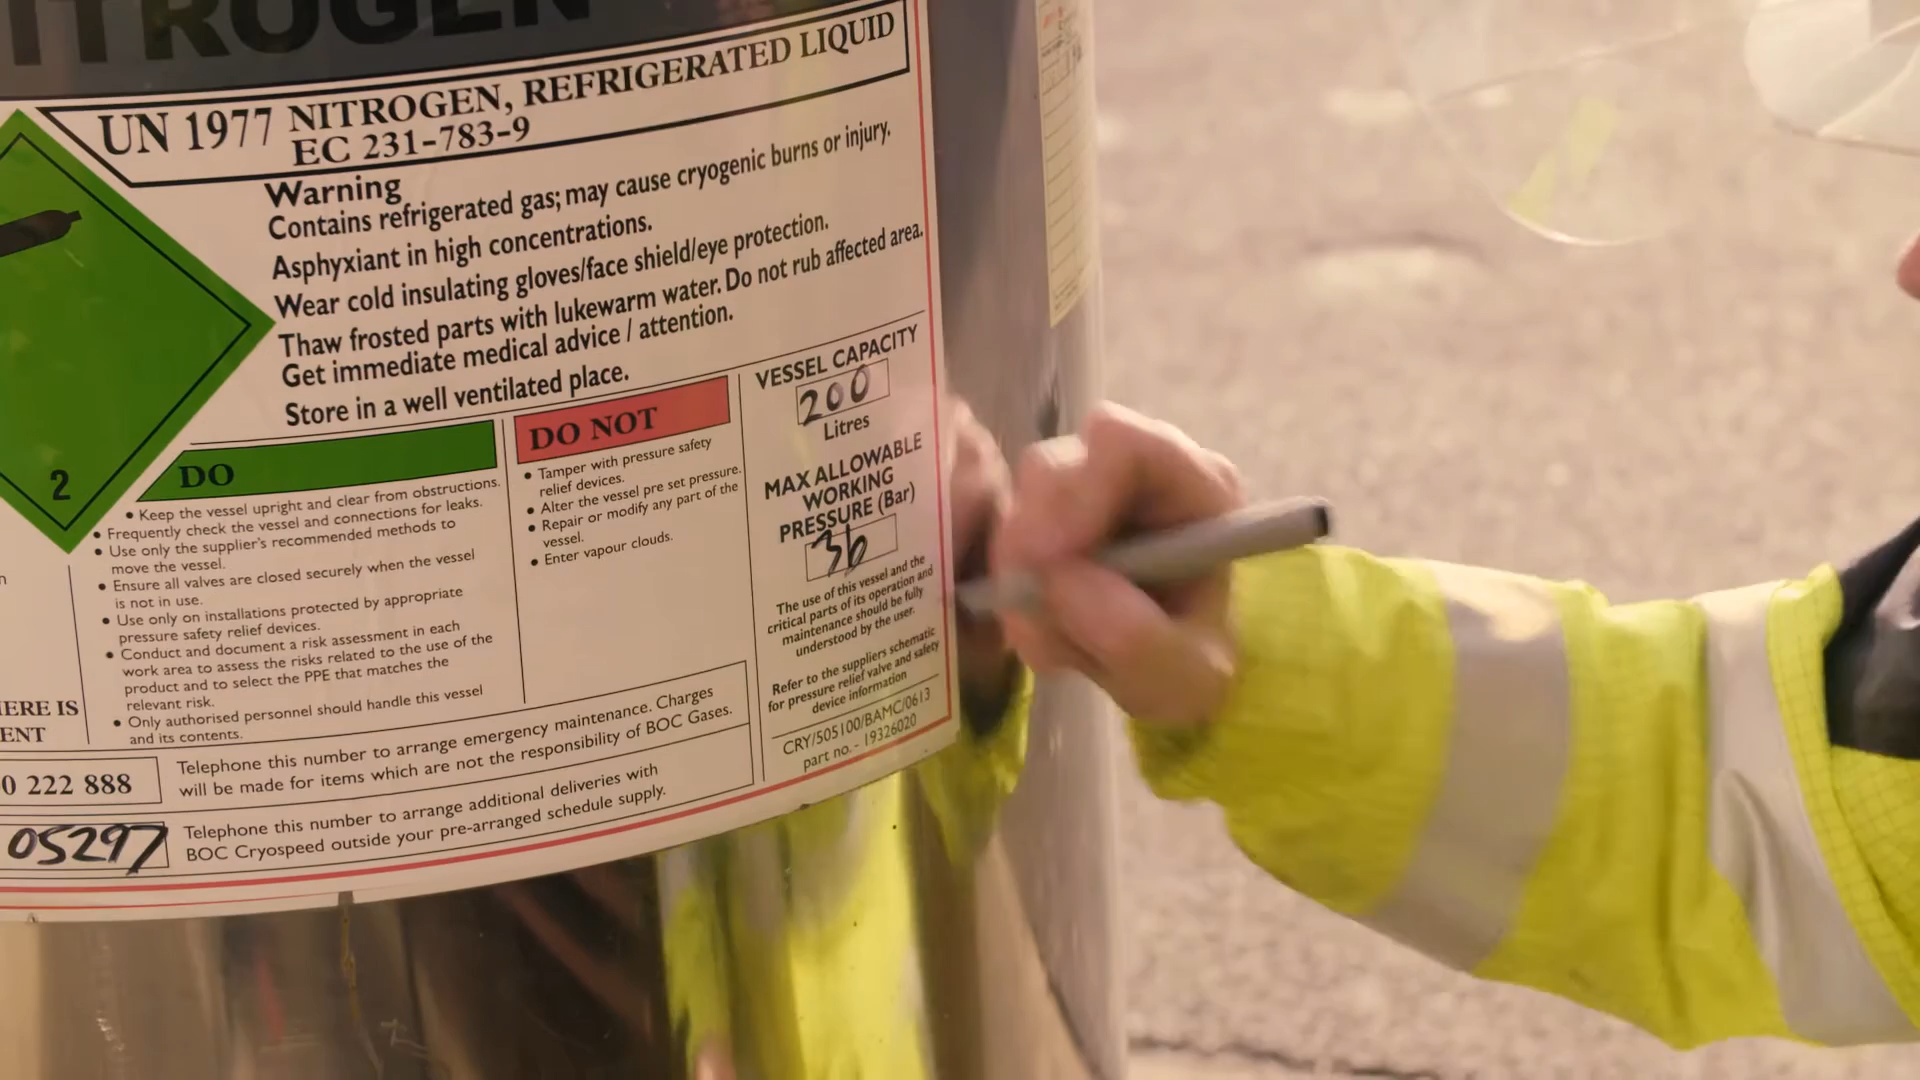 ITROGEN
UN 1977 NITROGEN, REFRIGERATED LIQUID
EC 231-783-9
Warning
Contains refrigerated gas; may cause cryogenic burns or injury.
Asphyxiant in high concentrations.
Wear cold insulating gloves/face shield/eye protection.
Thaw frosted parts with lukewarm water. Do not rub affected area.
Get immediate medical advice / attention.
Store in a well ventilated place.
2
DO
• Keep the vessel upright and clear from obstructions.
• Frequently check the vessel and connections for leaks.
• Use only the supplier's recommended methods to
move the vessel.
• Ensure all valves are closed securely when the vessel
is not in use.
• Use only on installations protected by appropriate
pressure safety relief devices.
• Conduct and document a risk assessment in each
work area to assess the risks related to the use of the
product and to select the PPE that matches the
relevant risk.
• Only authorised personnel should handle this vessel
and its contents.
DO NOT
• Tamper with pressure safety
relief devices.
• Alter the vessel pre set pressure.
• Repair or modify any part of the
vessel.
• Enter vapour clouds.
VESSEL CAPACITY
200
Litres
MAX ALLOWABLE
WORKING
PRESSURE (Bar)
36
The use of this vessel and the
critical parts of its operation and
maintenance should be fully
understood by the user.
Refer to the suppliers schematic
for pressure relief valve and safety
device information
CRY/505100/BAMC/0613
part no. - 19326020
n
ERE IS
ENT
0 222 888
Telephone this number to arrange emergency maintenance. Charges
will be made for items which are not the responsibility of BOC Gases.
05297
Telephone this number to arrange additional deliveries with
BOC Cryospeed outside your pre-arranged schedule supply.